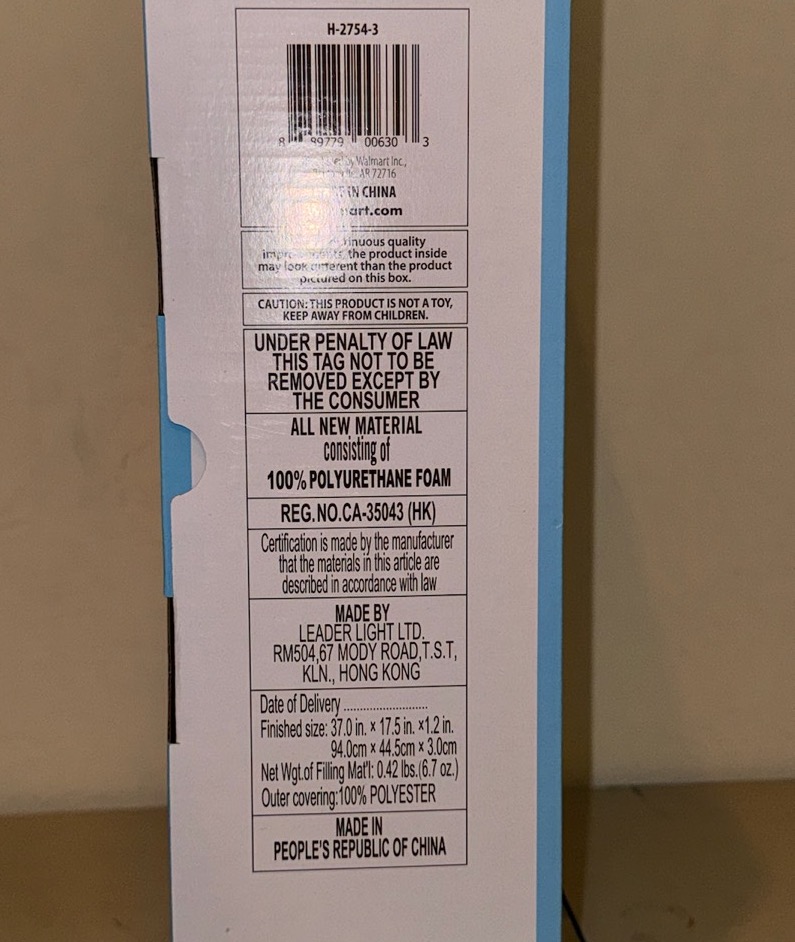 H-2754-3
8 99779 00630 3
by Walmart Inc.,
AR 72716
IN CHINA
quality
the product inside
may look different than the product
pictured on this box.
CAUTION: THIS PRODUCT IS NOT A TOY,
KEEP AWAY FROM CHILDREN.
UNDER PENALTY OF LAW
THIS TAG NOT TO BE
REMOVED EXCEPT BY
THE CONSUMER
ALL NEW MATERIAL
consisting of
100% POLYURETHANE FOAM
REG.NO.CA-35043 (HK)
Certification is made by the manufacturer
that the materials in this article are
described in accordance with law
MADE BY
LEADER LIGHT LTD.
RM504,67 MODY ROAD,T.S.T,
KLN., HONG KONG
Date of Delivery ..........................
Finished size: 37.0 in. x 17.5 in. x1.2 in.
94.0cm x 44.5cm x 3.0cm
Net Wgt.of Filling Mat'l: 0.42 lbs.(6.7 oz.)
Outer covering:100% POLYESTER
MADE IN
PEOPLE'S REPUBLIC OF CHINA